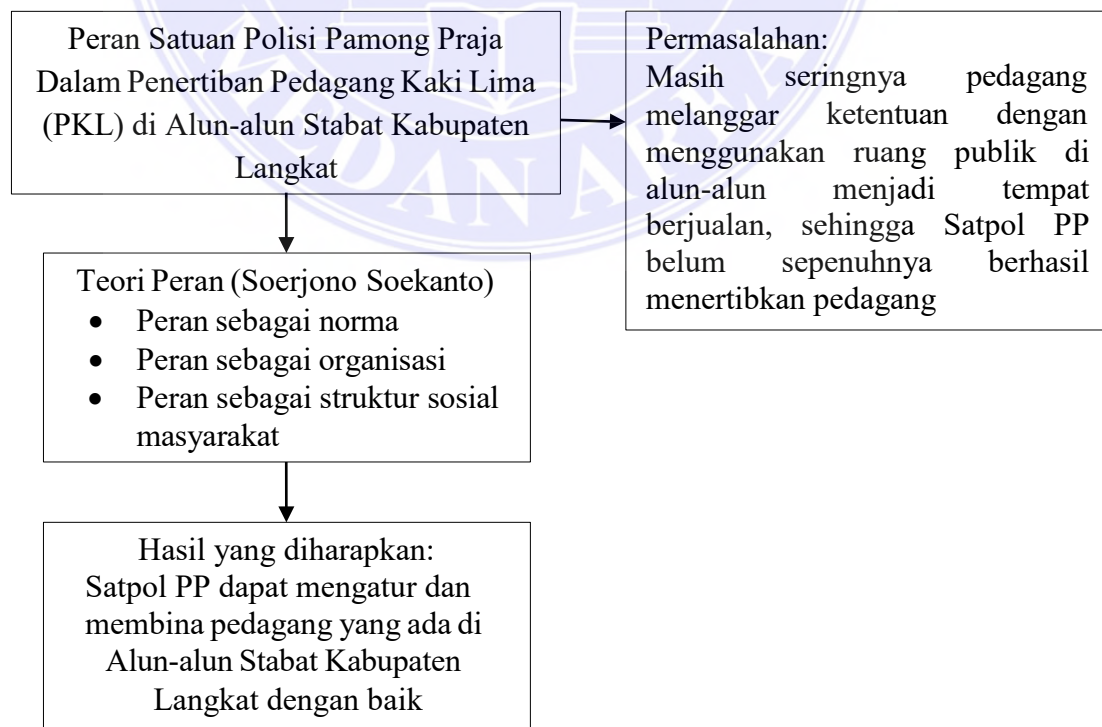 Peran Satuan Polisi Pamong Praja
Dalam Penertiban Pedagang Kaki Lima
(PKL) di Alun-alun Stabat Kabupaten
Langkat
Permasalahan:
Masih seringnya pedagang
melanggar ketentuan dengan
menggunakan ruang publik di
alun-alun menjadi tempat
berjualan, sehingga Satpol PP
belum sepenuhnya berhasil
menertibkan pedagang
Teori Peran (Soerjono Soekanto)
• Peran sebagai norma
• Peran sebagai organisasi
• Peran sebagai struktur sosial
masyarakat
Hasil yang diharapkan:
Satpol PP dapat mengatur dan
membina pedagang yang ada di
Alun-alun Stabat Kabupaten
Langkat dengan baik
MEDAN AREA